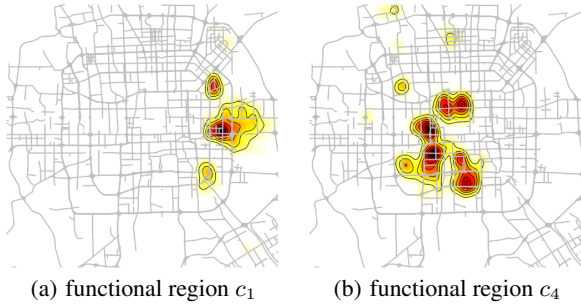 (a) functional region c₁
(b) functional region c₄